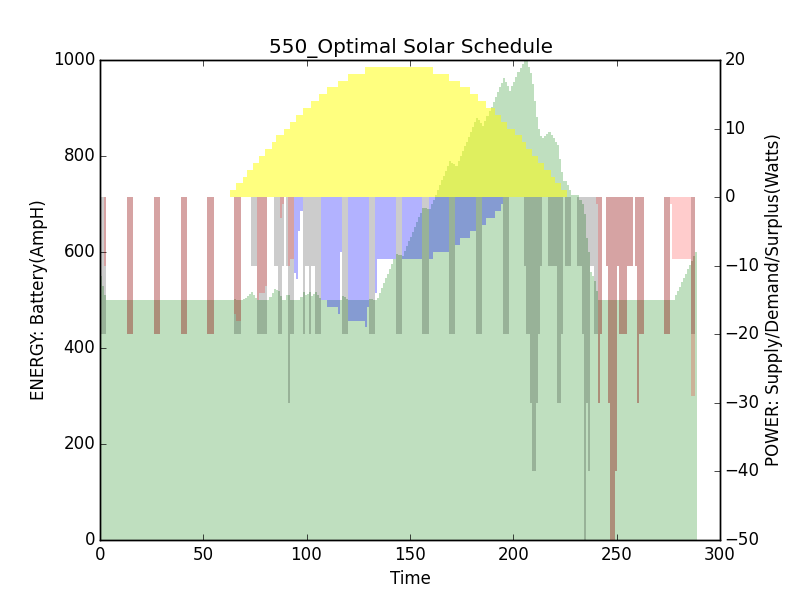 550_Optimal Solar Schedule
1000
800
600
400
200
0
ENERGY: Battery(AmpH)
20
10
0
−10
−20
−30
−40
−50
POWER: Supply/Demand/Surplus(Watts)
0 50 100 150 200 250 300
Time